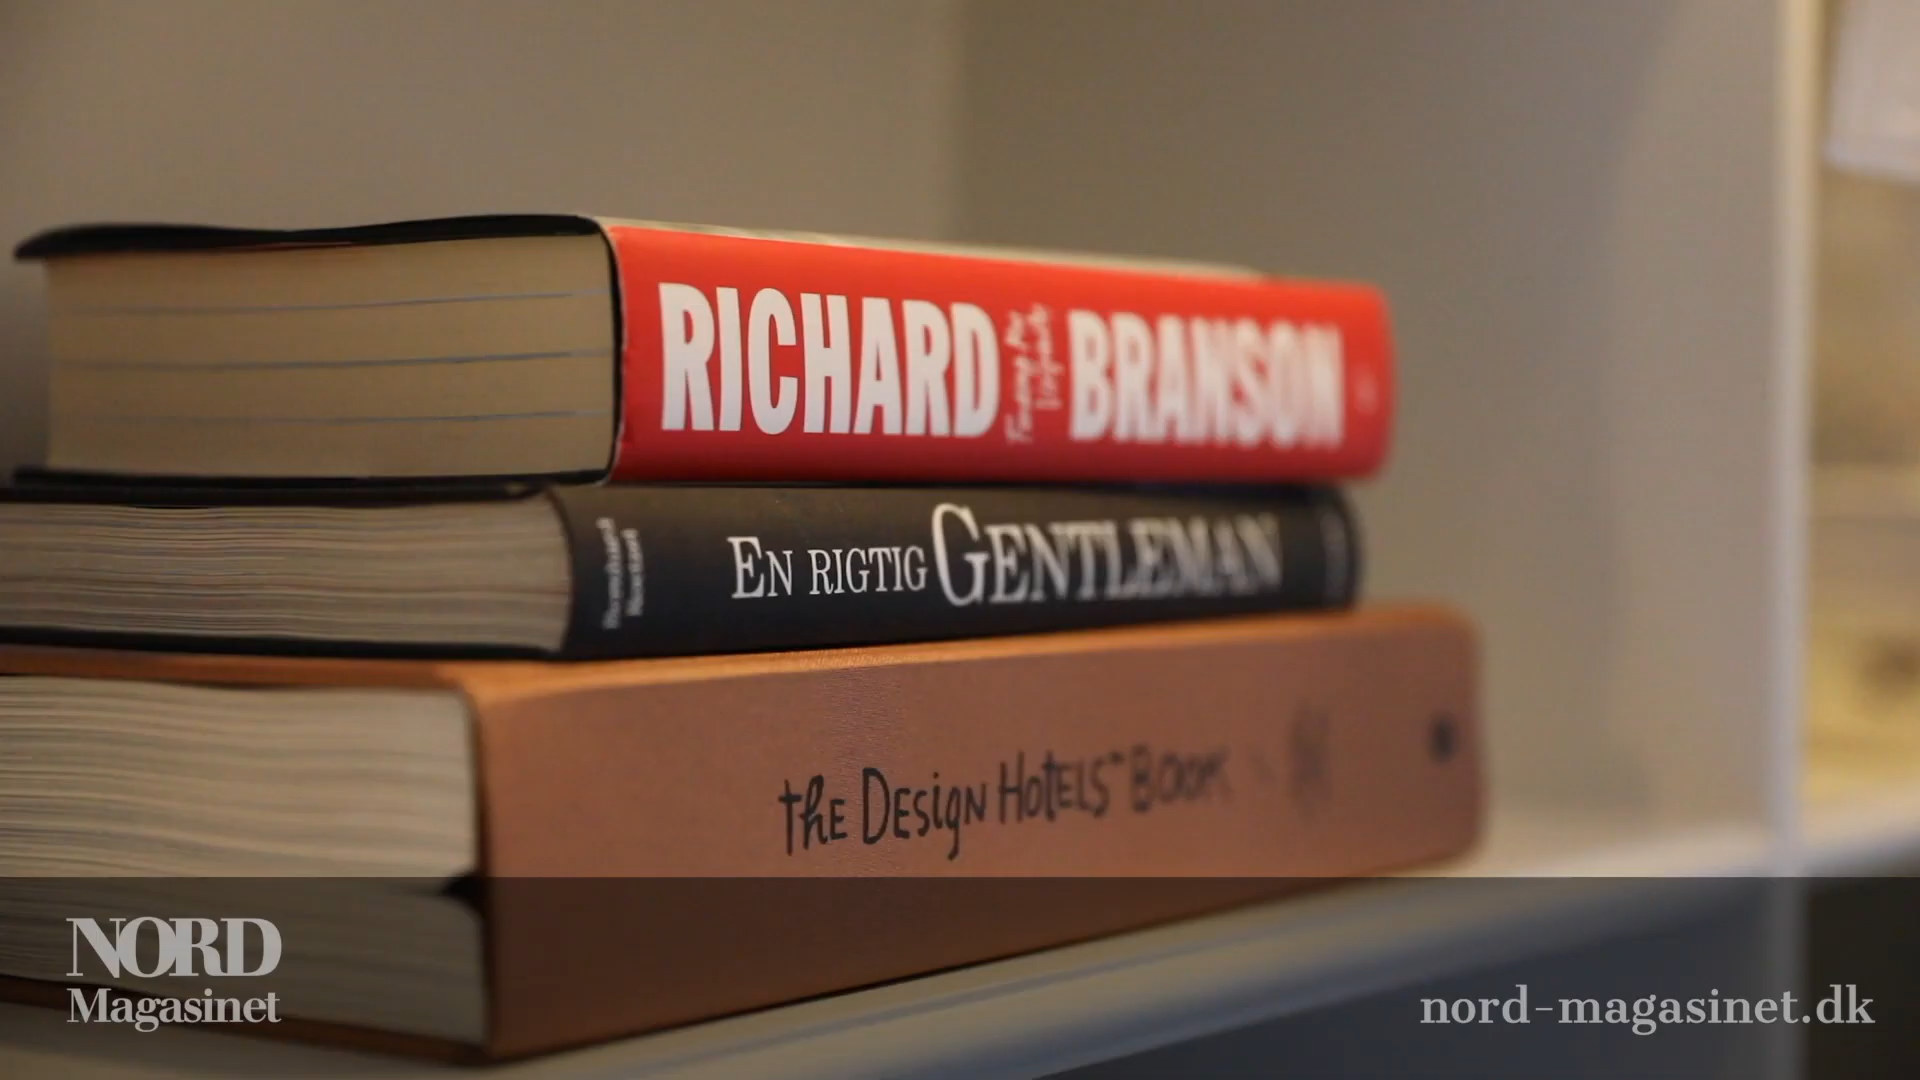 RICHARD
BRANSON
EN RIGTIG GENTLEMAN
the DESigN HotELS™ BOOK
NORD
Magasinet
nord-magasinet.dk